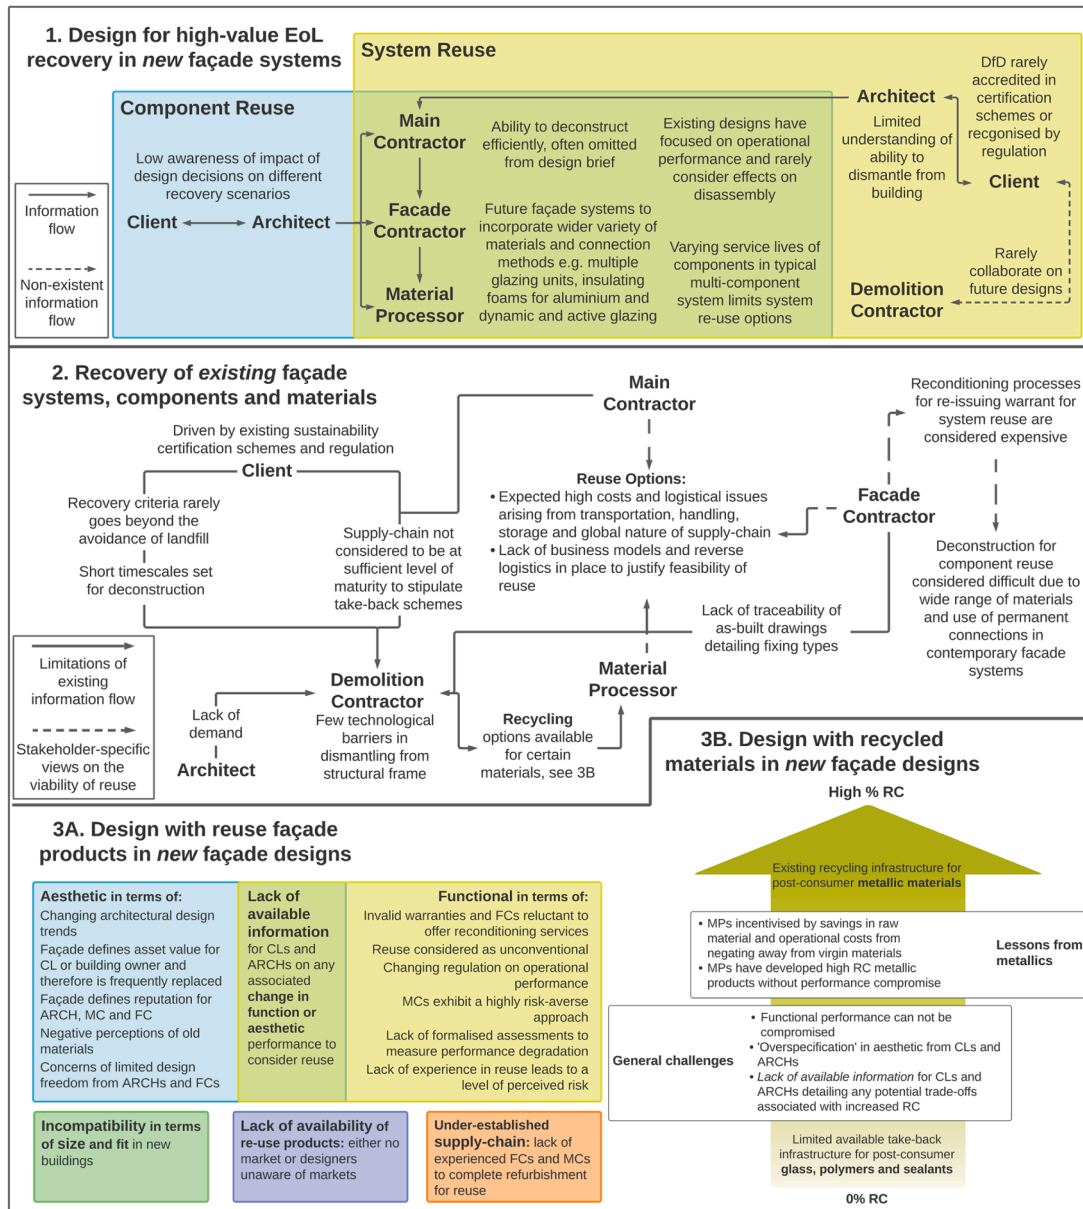 1. Design for high-value EoL
recovery in new façade systems
System Reuse
Component Reuse
Low awareness of impact of
design decisions on different
recovery scenarios
Client
Architect
Information
flow
Non-existent
information
flow
Main
Contractor
Facade
Contractor
Material
Processor
Ability to deconstruct
efficiently, often omitted
from design brief
Future façade systems to
incorporate wider variety of
materials and connection
methods e.g. multiple
glazing units, insulating
foams for aluminium and
dynamic and active glazing
Existing designs have
focused on operational
performance and rarely
consider effects on
disassembly
Varying service lives of
components in typical
multi-component
system limits system
re-use options
Architect
Limited
understanding of
ability to
dismantle from
building
DfD rarely
accredited in
certification
schemes or
recgonised by
regulation
Client
Rarely
collaborate on
future designs
Demolition
Contractor
2. Recovery of existing façade
systems, components and materials
Driven by existing sustainability
certification schemes and regulation
Client
Recovery criteria rarely
goes beyond the
avoidance of landfill
Short timescales set
for deconstruction
Supply-chain not
considered to be at
sufficient level of
maturity to stipulate
take-back schemes
Main
Contractor
Reuse Options:
• Expected high costs and logistical issues
arising from transportation, handling,
storage and global nature of supply-chain
• Lack of business models and reverse
logistics in place to justify feasibility of
reuse
Reconditioning processes
for re-issuing warrant for
system reuse are
considered expensive
Facade
Contractor
Deconstruction for
component reuse
considered difficult due to
wide range of materials
and use of permanent
connections in
contemporary facade
systems
Lack of traceability of
as-built drawings
detailing fixing types
Limitations of
existing
information flow
Stakeholder-specific
views on the
viability of reuse
Lack of
demand
Architect
Demolition
Contractor
Few technological
barriers in
dismantling from
structural frame
Recycling
options available
for certain
materials, see 3B
Material
Processor
3B. Design with recycled
materials in new façade designs
High % RC
Existing recycling infrastructure for
post-consumer metallic materials
• MPs incentivised by savings in raw
material and operational costs from
negating away from virgin materials
• MPs have developed high RC metallic
products without performance compromise
Lessons from
metallics
General challenges
• Functional performance can not be
compromised
• 'Overspecification' in aesthetic from CLs and
ARCHs
• Lack of available information for CLs and
ARCHs detailing any potential trade-offs
associated with increased RC
Limited available take-back
infrastructure for post-consumer
glass, polymers and sealants
0% RC
3A. Design with reuse façade
products in new façade designs
Aesthetic in terms of:
Changing architectural design
trends
Façade defines asset value for
CL or building owner and
therefore is frequently replaced
Façade defines reputation for
ARCH, MC and FC
Negative perceptions of old
materials
Concerns of limited design
freedom from ARCHs and FCs
Lack of
available
information
for CLs and
ARCHs on any
associated
change in
function or
aesthetic
performance to
consider reuse
Functional in terms of:
Invalid warranties and FCs reluctant to
offer reconditioning services
Reuse considered as unconventional
Changing regulation on operational
performance
MCs exhibit a highly risk-averse
approach
Lack of formalised assessments to
measure performance degradation
Lack of experience in reuse leads to a
level of perceived risk
Incompatibility in terms
of size and fit in new
buildings
Lack of availability of
re-use products: either no
market or designers
unaware of markets
Under-established
supply-chain: lack of
experienced FCs and MCs
to complete refurbishment
for reuse